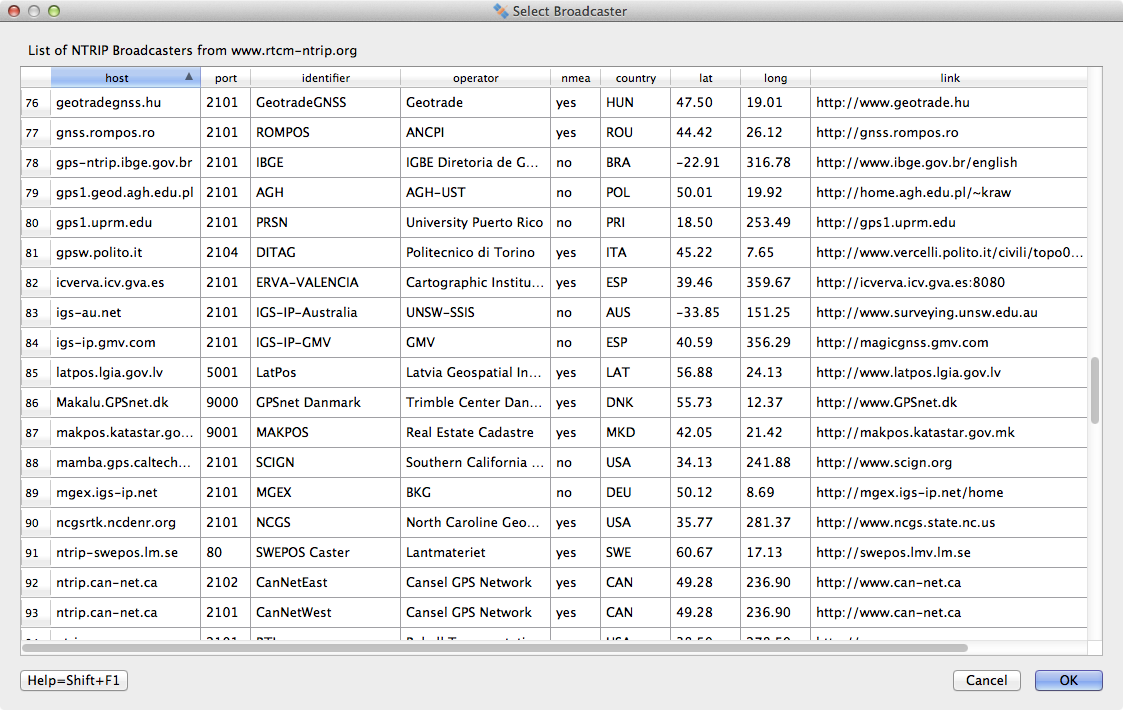 Select Broadcaster
List of NTRIP Broadcasters from www.rtcm-ntrip.org
host port identifier operator nmea country lat long link
76 geotradegnss.hu 2101 GeotradeGNSS Geotrade yes HUN 47.50 19.01 http://www.geotrade.hu
77 gnss.rompos.ro 2101 ROMPOS ANCPI yes ROU 44.42 26.12 http://gnss.rompos.ro
78 gps-ntrip.ibge.gov.br 2101 IBGE IGBE Diretoria de G... no BRA -22.91 316.78 http://www.ibge.gov.br/english
79 gps1.geod.agh.edu.pl 2101 AGH AGH-UST no POL 50.01 19.92 http://home.agh.edu.pl/~kraw
80 gps1.uprm.edu 2101 PRSN University Puerto Rico no PRI 18.50 253.49 http://gps1.uprm.edu
81 gpsw.polito.it 2104 DITAG Politecnico di Torino yes ITA 45.22 7.65 http://www.vercelli.polito.it/civili/topo0...
82 icverva.icv.gva.es 2101 ERVA-VALENCIA Cartographic Institu... yes ESP 39.46 359.67 http://icverva.icv.gva.es:8080
83 igs-au.net 2101 IGS-IP-Australia UNSW-SSIS no AUS -33.85 151.25 http://www.surveying.unsw.edu.au
84 igs-ip.gmv.com 2101 IGS-IP-GMV GMV no ESP 40.59 356.29 http://magicgnss.gmv.com
85 latpos.lgia.gov.lv 5001 LatPos Latvia Geospatial In... yes LAT 56.88 24.13 http://www.latpos.lgia.gov.lv
86 Makalu.GPSnet.dk 9000 GPSnet Danmark Trimble Center Dan... yes DNK 55.73 12.37 http://www.GPSnet.dk
87 makpos.katastar.go... 9001 MAKPOS Real Estate Cadastre yes MKD 42.05 21.42 http://makpos.katastar.gov.mk
88 mamba.gps.caltech... 2101 SCIGN Southern California ... no USA 34.13 241.88 http://www.scign.org
89 mgex.igs-ip.net 2101 MGEX BKG no DEU 50.12 8.69 http://mgex.igs-ip.net/home
90 ncgsrtk.ncdenr.org 2101 NCGS North Caroline Geo... yes USA 35.77 281.37 http://www.ncgs.state.nc.us
91 ntrip-swepos.lm.se 80 SWEPOS Caster Lantmateriet yes SWE 60.67 17.13 http://swepos.lmv.lm.se
92 ntrip.can-net.ca 2102 CanNetEast Cansel GPS Network yes CAN 49.28 236.90 http://www.can-net.ca
93 ntrip.can-net.ca 2101 CanNetWest Cansel GPS Network yes CAN 49.28 236.90 http://www.can-net.ca
Help=Shift+F1 Cancel OK